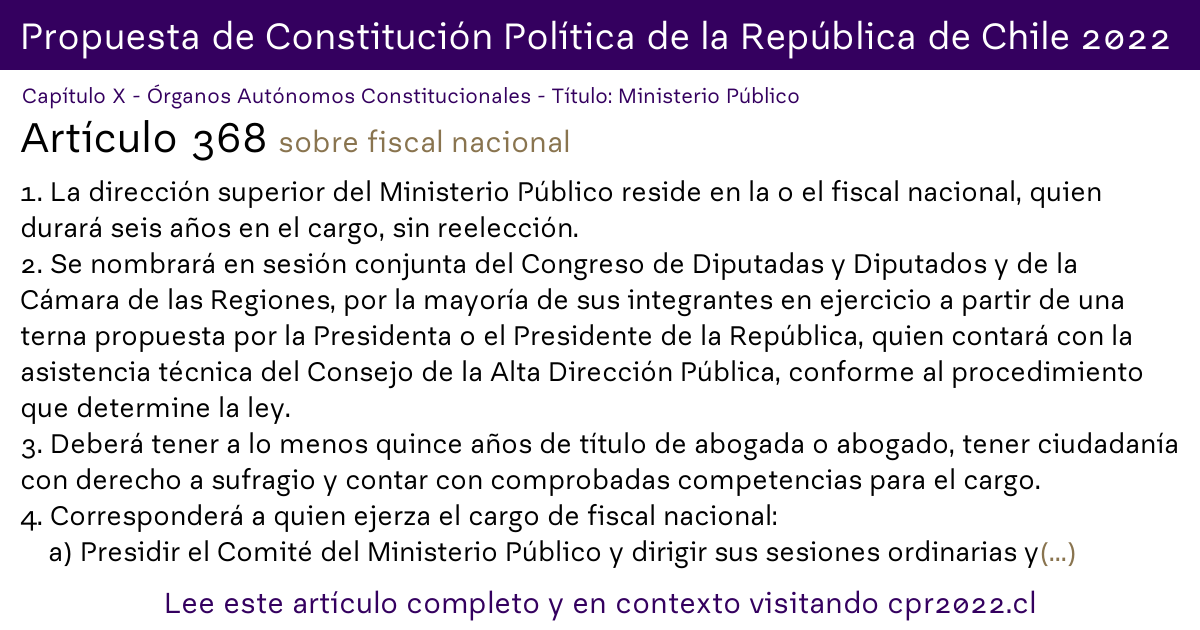 Propuesta de Constitución Política de la República de Chile 2022
Capítulo X - Órganos Autónomos Constitucionales - Título: Ministerio Público
Artículo 368 sobre fiscal nacional
1. La dirección superior del Ministerio Público reside en la o el fiscal nacional, quien
durará seis años en el cargo, sin reelección.
2. Se nombrará en sesión conjunta del Congreso de Diputadas y Diputados y de la
Cámara de las Regiones, por la mayoría de sus integrantes en ejercicio a partir de una
terna propuesta por la Presidenta o el Presidente de la República, quien contará con la
asistencia técnica del Consejo de la Alta Dirección Pública, conforme al procedimiento
que determine la ley.
3. Deberá tener a lo menos quince años de título de abogada o abogado, tener ciudadanía
con derecho a sufragio y contar con comprobadas competencias para el cargo.
4. Corresponderá a quien ejerza el cargo de fiscal nacional:
a) Presidir el Comité del Ministerio Público y dirigir sus sesiones ordinarias y(...)
Lee este artículo completo y en contexto visitando cpr2022.cl